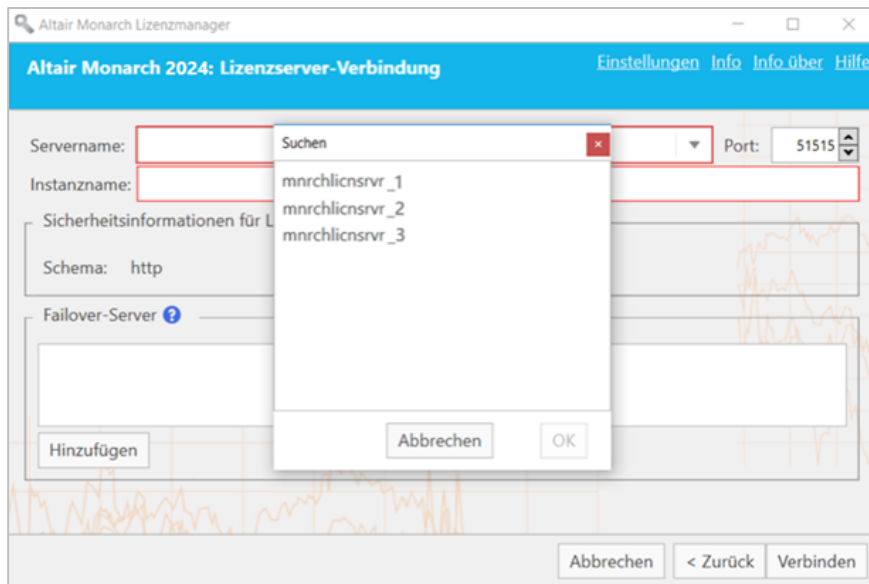 Altair Monarch Lizenzmanager
Altair Monarch 2024: Lizenzserver-Verbindung
Einstellungen Info Info über Hilfe
Servername:
Port: 51515
Instanzname:
Suchen
mnrchlicnsrvr_1
mnrchlicnsrvr_2
mnrchlicnsrvr_3
Sicherheitsinformationen für L
Schema: http
Failover-Server ?
Abbrechen OK
Hinzufügen
Abbrechen < Zurück Verbinden